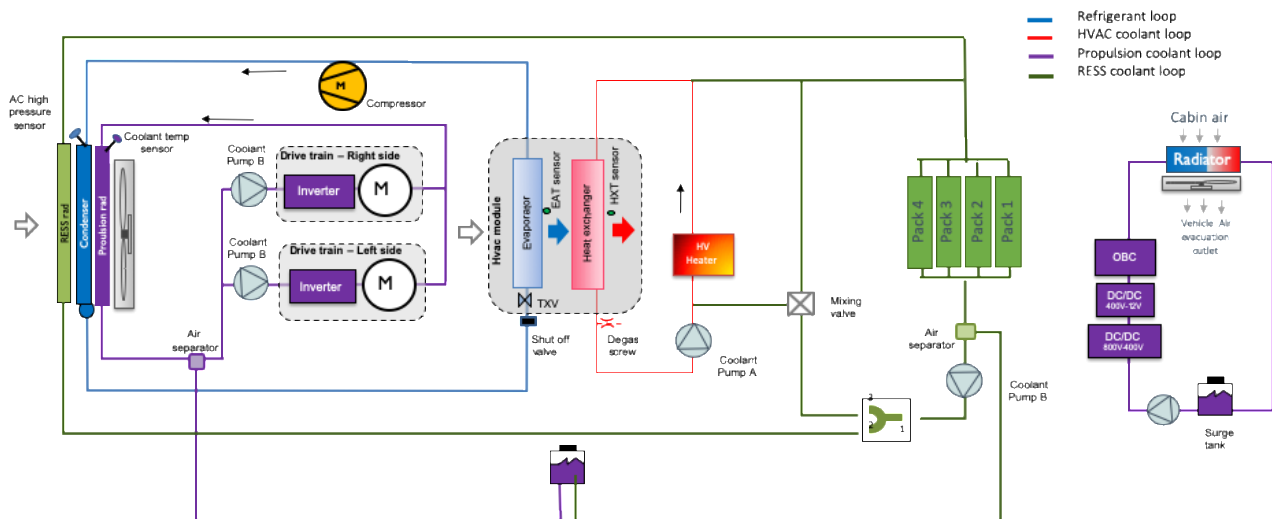 Refrigerant loop
HVAC coolant loop
Propulsion coolant loop
RESS coolant loop
AC high
pressure
sensor
Coolant temp
sensor
Compressor
M
Coolant
Pump B
Drive train – Right side
Inverter
M
Coolant
Pump B
Drive train – Left side
Inverter
M
RESS rad
Condenser
Proulsion rad
Air
separator
Hvac module
Evaporator
EAT sensor
Heat exchanger
HXT sensor
TXV
Shut off
valve
Degas
screw
HV
Heater
Coolant
Pump A
Mixing
valve
Pack 4
Pack 3
Pack 2
Pack 1
Air
separator
Coolant
Pump B
3
2
1
Cabin air
Radiator
Vehicle Air
evacuation
outlet
OBC
DC/DC
400V-12V
DC/DC
800V-400V
Surge
tank